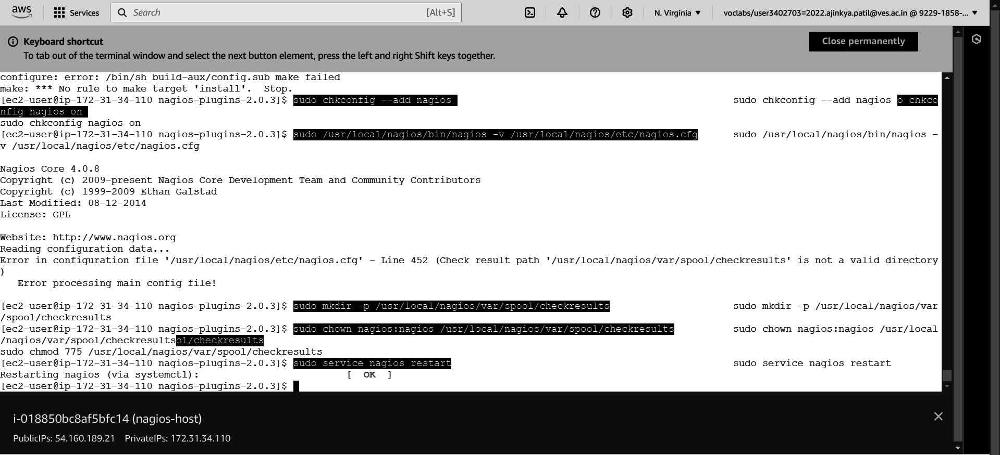 aws
Services
Search
[Alt+S]
N. Virginia
voclabs/user3402703=2022.ajinkya.patil@ves.ac.in @ 9229-1858-...
Keyboard shortcut
To tab out of the terminal window and select the next button element, press the left and right Shift keys together.
Close permanently
configure: error: /bin/sh build-aux/config.sub make failed
make: *** No rule to make target 'install'.  Stop.
[ec2-user@ip-172-31-34-110 nagios-plugins-2.0.3]$ sudo chkconfig --add nagios sudo chkconfig --add nagios o chkco
nfig nagios on
sudo chkconfig nagios on
[ec2-user@ip-172-31-34-110 nagios-plugins-2.0.3]$ sudo /usr/local/nagios/bin/nagios -v /usr/local/nagios/etc/nagios.cfg sudo /usr/local/nagios/bin/nagios -
v /usr/local/nagios/etc/nagios.cfg
Nagios Core 4.0.8
Copyright (c) 2009-present Nagios Core Development Team and Community Contributors
Copyright (c) 1999-2009 Ethan Galstad
Last Modified: 08-12-2014
License: GPL
Website: http://www.nagios.org
Reading configuration data...
Error in configuration file '/usr/local/nagios/etc/nagios.cfg' - Line 452 (Check result path '/usr/local/nagios/var/spool/checkresults' is not a valid directory
)
Error processing main config file!
[ec2-user@ip-172-31-34-110 nagios-plugins-2.0.3]$ sudo mkdir -p /usr/local/nagios/var/spool/checkresults sudo mkdir -p /usr/local/nagios/var
/spool/checkresults
[ec2-user@ip-172-31-34-110 nagios-plugins-2.0.3]$ sudo chown nagios:nagios /usr/local/nagios/var/spool/checkresults sudo chown nagios:nagios /usr/local
/nagios/var/spool/checkresultsol/checkresults
sudo chmod 775 /usr/local/nagios/var/spool/checkresults
[ec2-user@ip-172-31-34-110 nagios-plugins-2.0.3]$ sudo service nagios restart sudo service nagios restart
Restarting nagios (via systemctl): [  OK  ]
[ec2-user@ip-172-31-34-110 nagios-plugins-2.0.3]$
i-018850bc8af5bfc14 (nagios-host)
PublicIPs: 54.160.189.21 PrivateIPs: 172.31.34.110